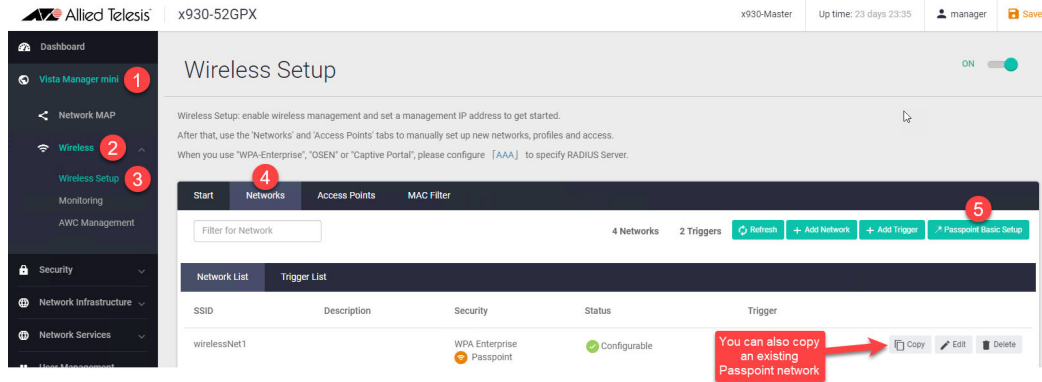 Allied Telesis
x930-52GPX
x930-Master
Up time: 23 days 23:35
manager
Save
Dashboard
Vista Manager mini
1
Network MAP
Wireless
2
Wireless Setup
3
Monitoring
AWC Management
Security
Network Infrastructure
Network Services
User Management
Wireless Setup
ON
Wireless Setup: enable wireless management and set a management IP address to get started.
After that, use the 'Networks' and 'Access Points' tabs to manually set up new networks, profiles and access.
When you use "WPA-Enterprise", "OSEN" or "Captive Portal", please configure 「AAA」 to specify RADIUS Server.
4
Start
Networks
Access Points
MAC Filter
5
Filter for Network
4 Networks
2 Triggers
Refresh
+ Add Network
+ Add Trigger
Passpoint Basic Setup
Network List
Trigger List
SSID
Description
Security
Status
Trigger
wirelessNet1
WPA Enterprise
Passpoint
Configurable
You can also copy
an existing
Passpoint network
Copy
Edit
Delete